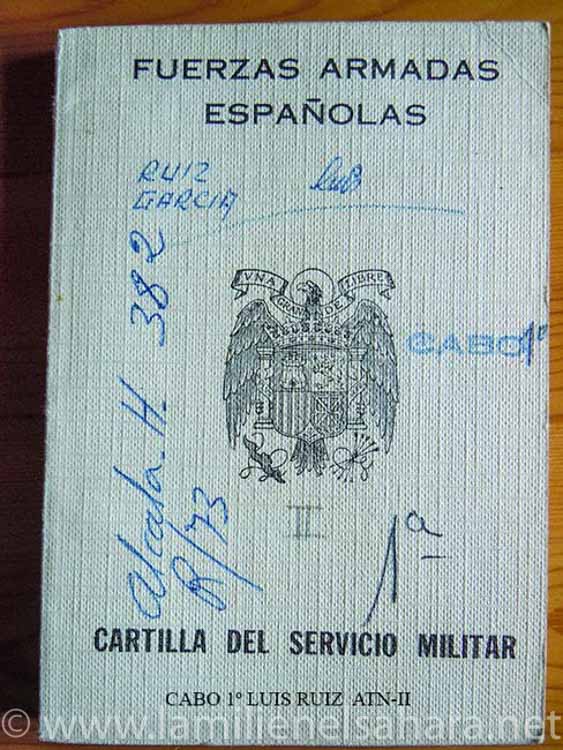 FUERZAS ARMADAS
ESPAÑOLAS
RUIZ
GARCIA
Luis
382
VNA
GRANDE
LIBRE
CABO 1º
Alcala-H
R/73
II
1ª
CARTILLA DEL SERVICIO MILITAR
CABO 1º LUIS RUIZ ATN-II
© www.lamilienelsahara.net